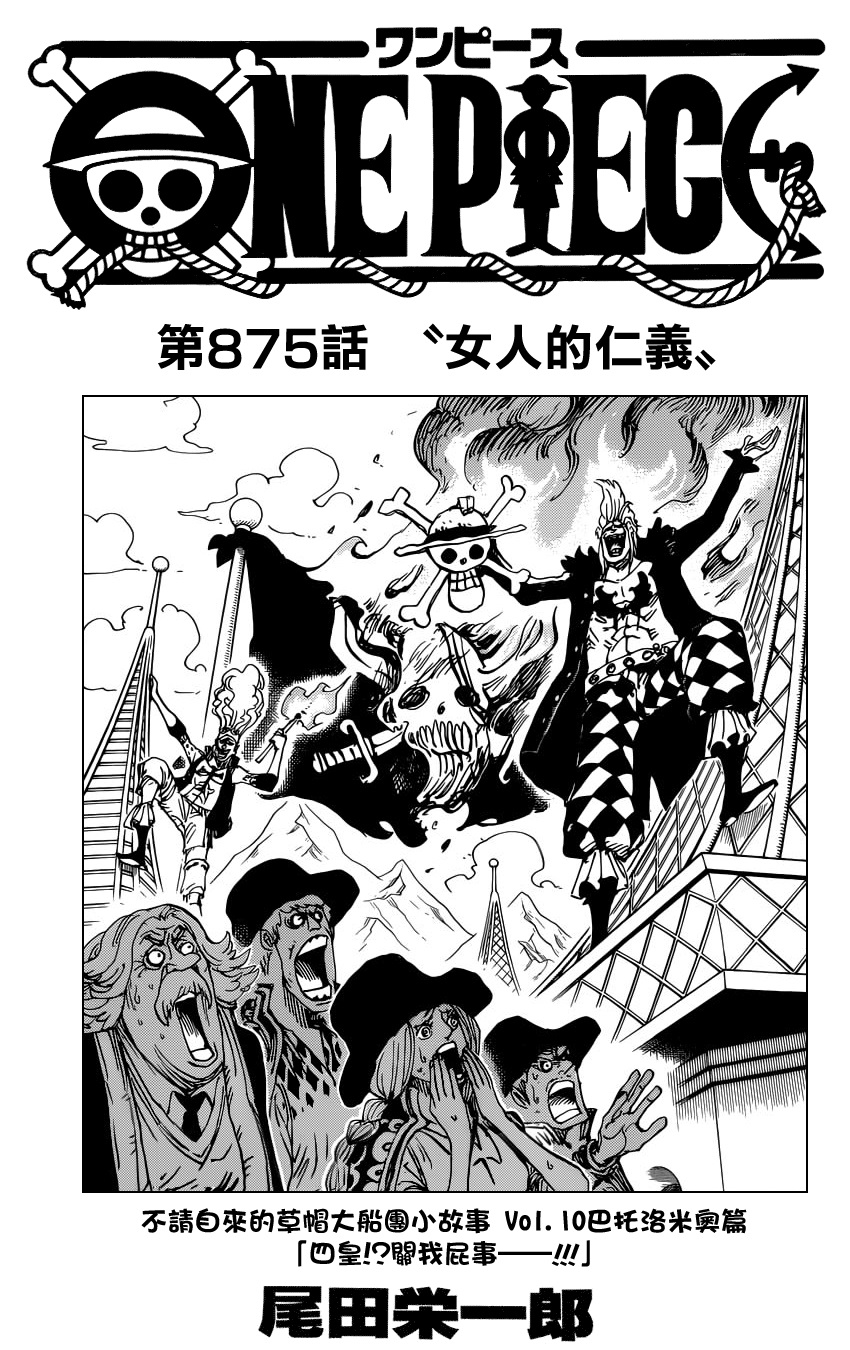 ワンピース
ONE PIECE
第875話 〝女人的仁義〟
不請自來的草帽大船團小故事 Vol.10巴托洛米奧篇
「四皇!?關我屁事——!!!」
尾田栄一郎